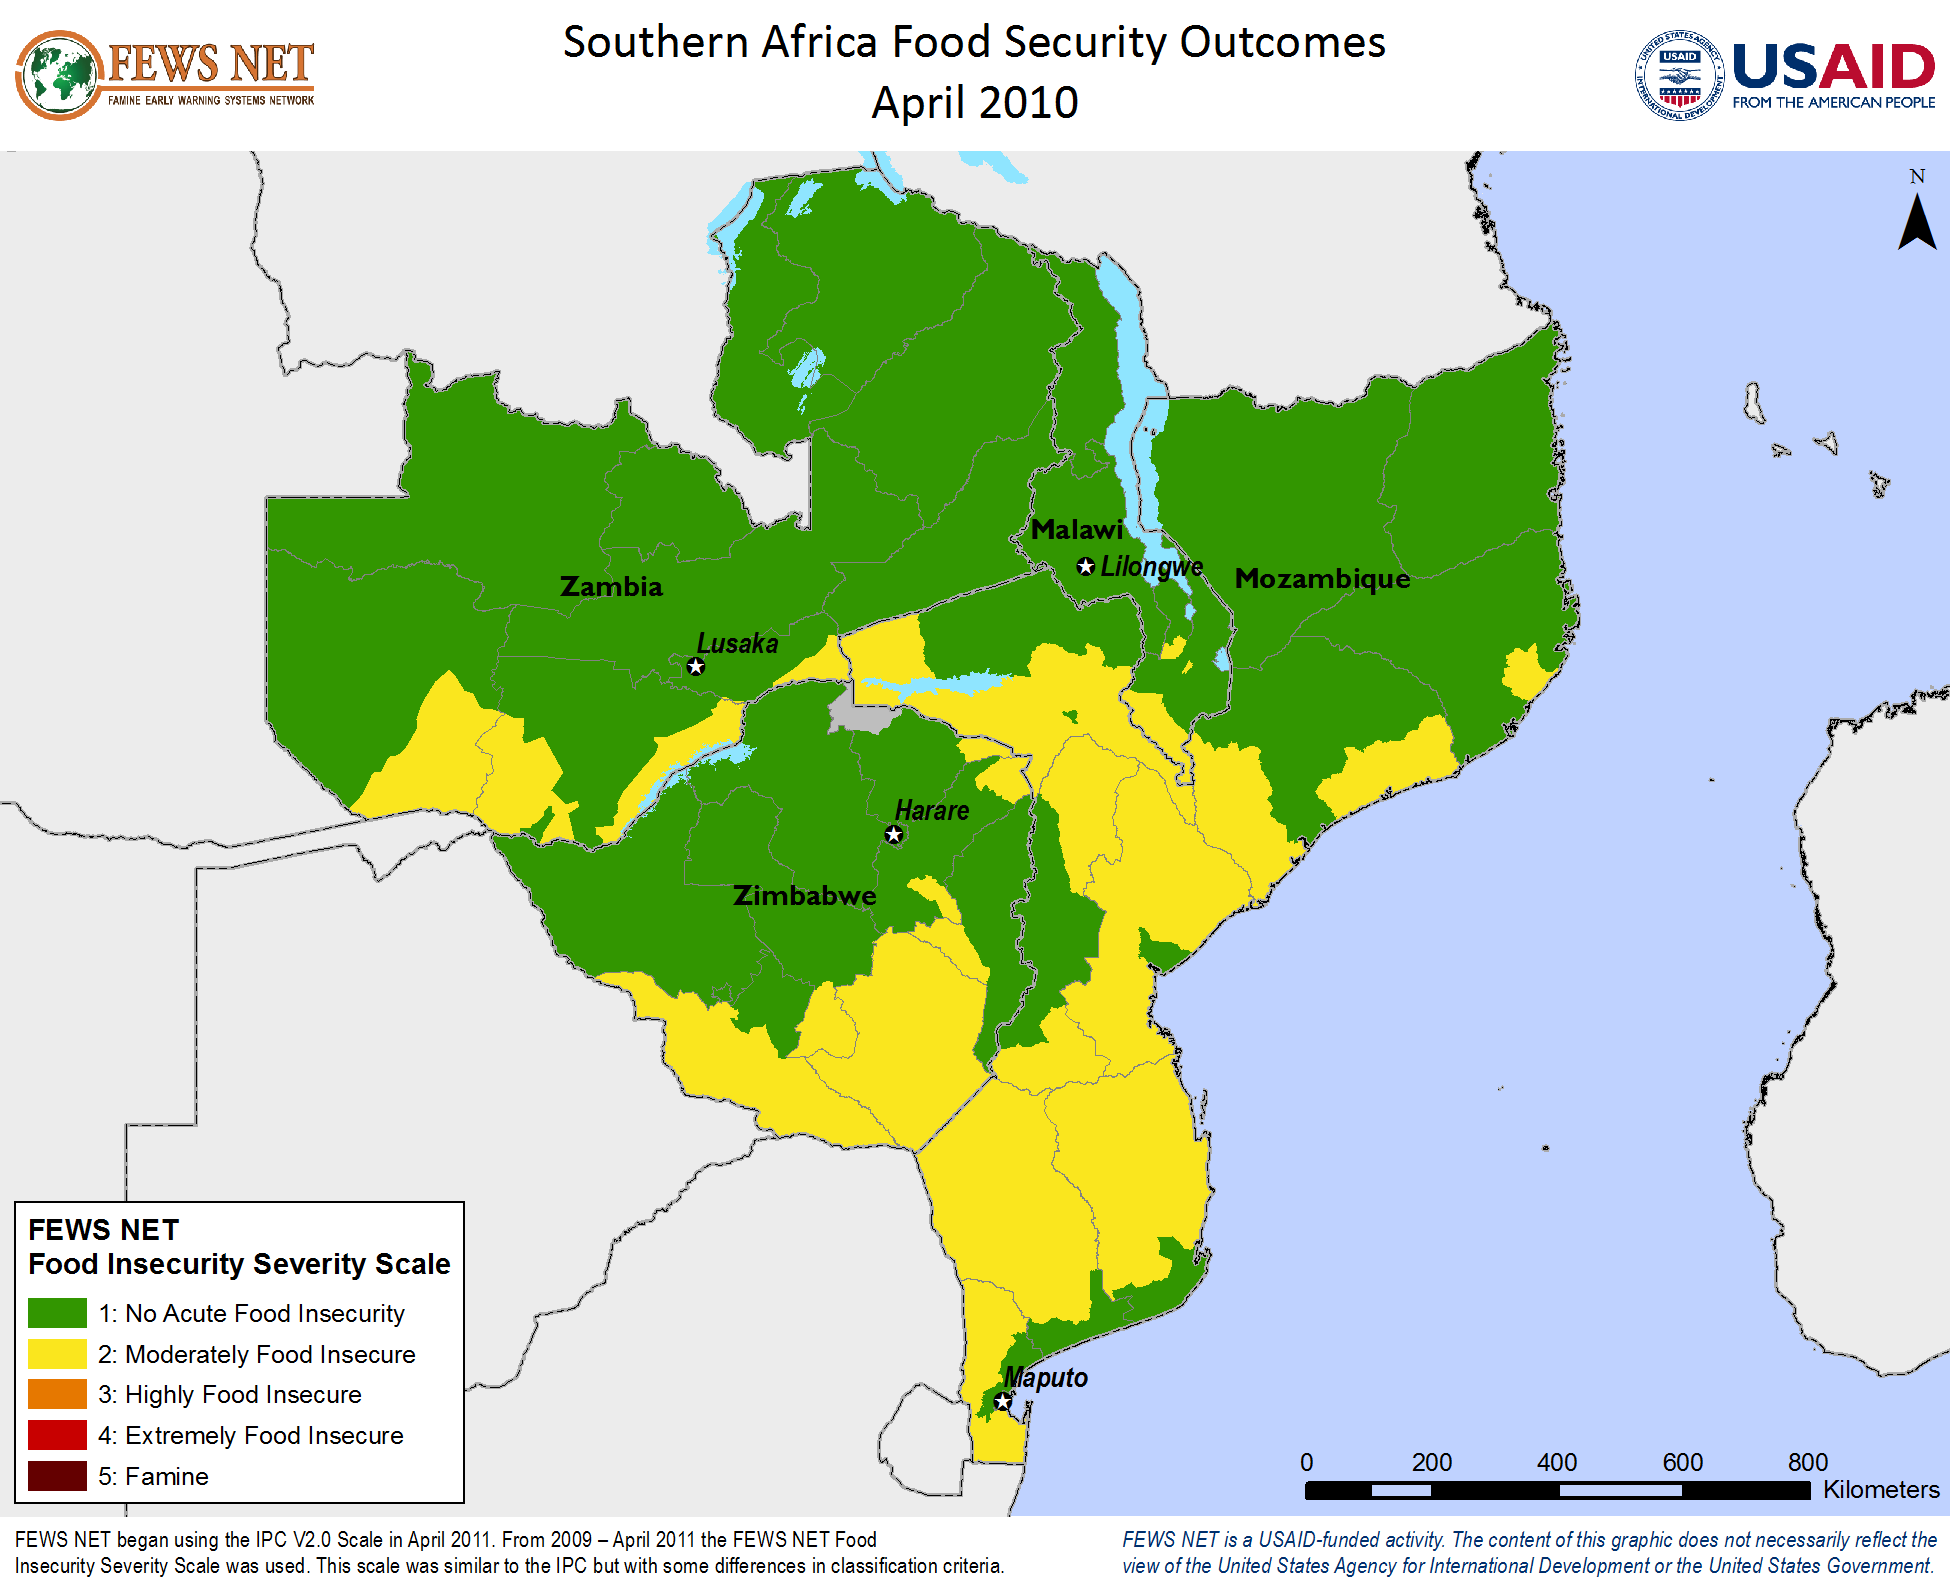 FEWS NET
FAMINE EARLY WARNING SYSTEMS NETWORK
Southern Africa Food Security Outcomes
April 2010
UNITED STATES AGENCY
USAID
INTERNATIONAL DEVELOPMENT
USAID
FROM THE AMERICAN PEOPLE
N
Malawi
Lilongwe
Mozambique
Zambia
Lusaka
Harare
Zimbabwe
Maputo
FEWS NET
Food Insecurity Severity Scale
1: No Acute Food Insecurity
2: Moderately Food Insecure
3: Highly Food Insecure
4: Extremely Food Insecure
5: Famine
0 200 400 600 800
Kilometers
FEWS NET began using the IPC V2.0 Scale in April 2011. From 2009 – April 2011 the FEWS NET Food
Insecurity Severity Scale was used. This scale was similar to the IPC but with some differences in classification criteria.
FEWS NET is a USAID-funded activity. The content of this graphic does not necessarily reflect the
view of the United States Agency for International Development or the United States Government.